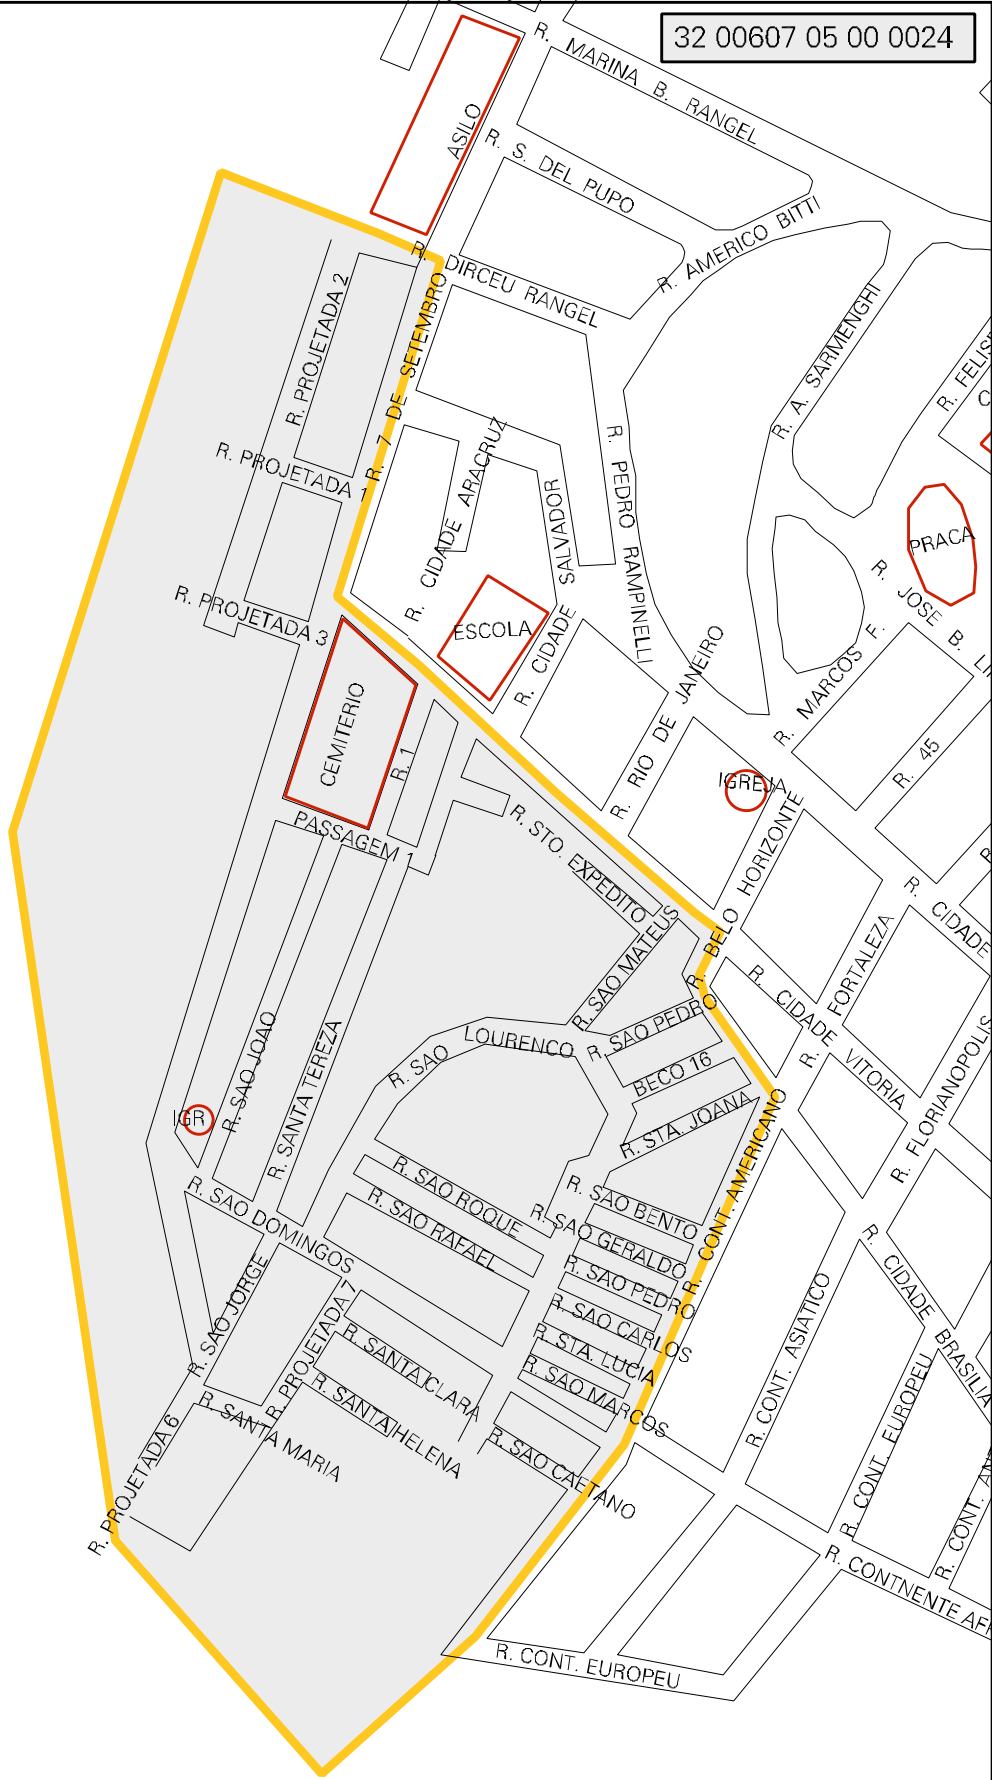 32 00607 05 00 0024
R. MARINA B. RANGEL
ASILO
R. S. DEL PUPO
R. AMERICO BITTI
R. DIRCEU RANGEL
R. 7 DE SETEMBRO
R. PROJETADA 2
R. A. SARMENGHI
R. PROJETADA 1
R. CIDADE ARACRUZ
R. CIDADE SALVADOR
R. PEDRO RAMPINELLI
PRACA
R. JOSE B.
R. PROJETADA 3
ESCOLA
R. MARCOS F.
R. RIO DE JANEIRO
CEMITERIO
R. 1
R. 45
IGREJA
PASSAGEM 1
R. STO. EXPEDITO
R. BELO HORIZONTE
R. CIDADE
R. SAO MATEUS
R. FORTALEZA
R. CIDADE VITORIA
R. SAO PEDRO
R. SAO LOURENCO
BECO 16
R. STA. JOANA
R. FLORIANOPOLIS
IGR
R. SAO JOAO
R. SANTA TEREZA
R. CONT. AMERICANO
R. SAO DOMINGOS
R. SAO ROQUE
R. SAO RAFAEL
R. SAO BENTO
R. SAO GERALDO
R. SAO PEDRO
R. SAO CARLOS
R. STA. LUCIA
R. SAO MARCOS
R. SAO CAETANO
R. SAO JORGE
R. PROJETADA 7
R. SANTA CLARA
R. SANTA HELENA
R. SANTA MARIA
R. PROJETADA 6
R. CONT. ASIATICO
R. CIDADE BRASILIA
R. CONT. EUROPEU
R. CONT.
R. CONTNENTE
R. CONT. EUROPEU